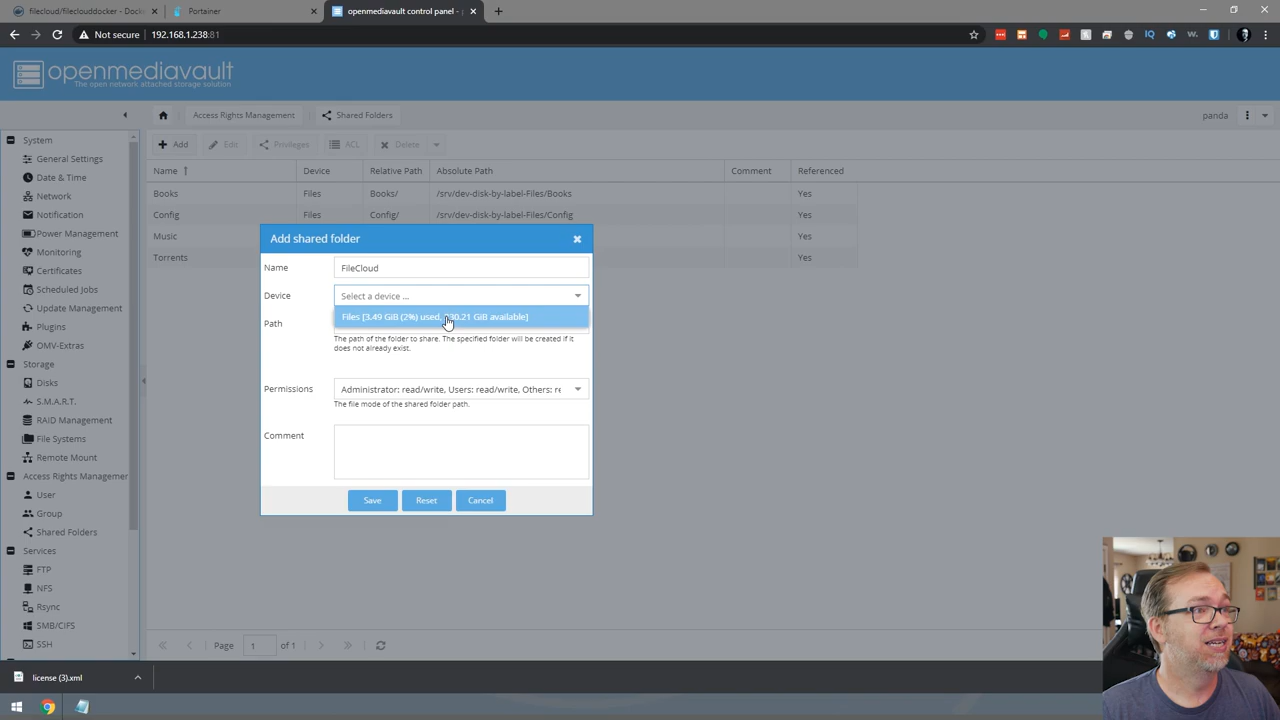 filecloud/fileclouddocker - Dock
Portainer
openmediavault control panel - p
Not secure
192.168.1.238:81
openmediavault
The open network attached storage solution
Access Rights Management
Shared Folders
panda
System
General Settings
Date & Time
Network
Notification
Power Management
Monitoring
Certificates
Scheduled Jobs
Update Management
Plugins
OMV-Extras
Storage
Disks
S.M.A.R.T.
RAID Management
File Systems
Remote Mount
Access Rights Managemer
User
Group
Shared Folders
Services
FTP
NFS
Rsync
SMB/CIFS
SSH
Add
Edit
Privileges
ACL
Delete
Name
Device
Relative Path
Absolute Path
Comment
Referenced
Books
Files
Books/
/srv/dev-disk-by-label-Files/Books
Yes
Config
Files
Config/
/srv/dev-disk-by-label-Files/Config
Yes
Music
Yes
Torrents
Yes
Add shared folder
Name
FileCloud
Device
Select a device ...
Files [3.49 GiB (2%) used, 30.21 GiB available]
Path
The path of the folder to share. The specified folder will be created if it
does not already exist.
Permissions
Administrator: read/write, Users: read/write, Others: re
The file mode of the shared folder path.
Comment
Save
Reset
Cancel
Page
1
of 1
license (3).xml